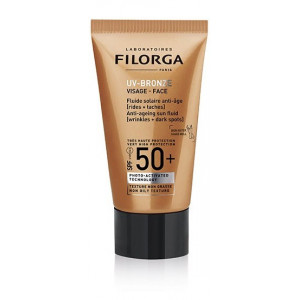 LABORATOIRES
FILORGA
PARIS
UV-BRONZE
VISAGE - FACE
Fluide solaire anti-âge
[rides + taches]
Anti-ageing sun fluid
[wrinkles + dark spots]
TRÈS HAUTE PROTECTION
VERY HIGH PROTECTION
SPF 50+
PHOTO-ACTIVATED
TECHNOLOGY
TEXTURE NON GRASSE
NON OILY TEXTURE